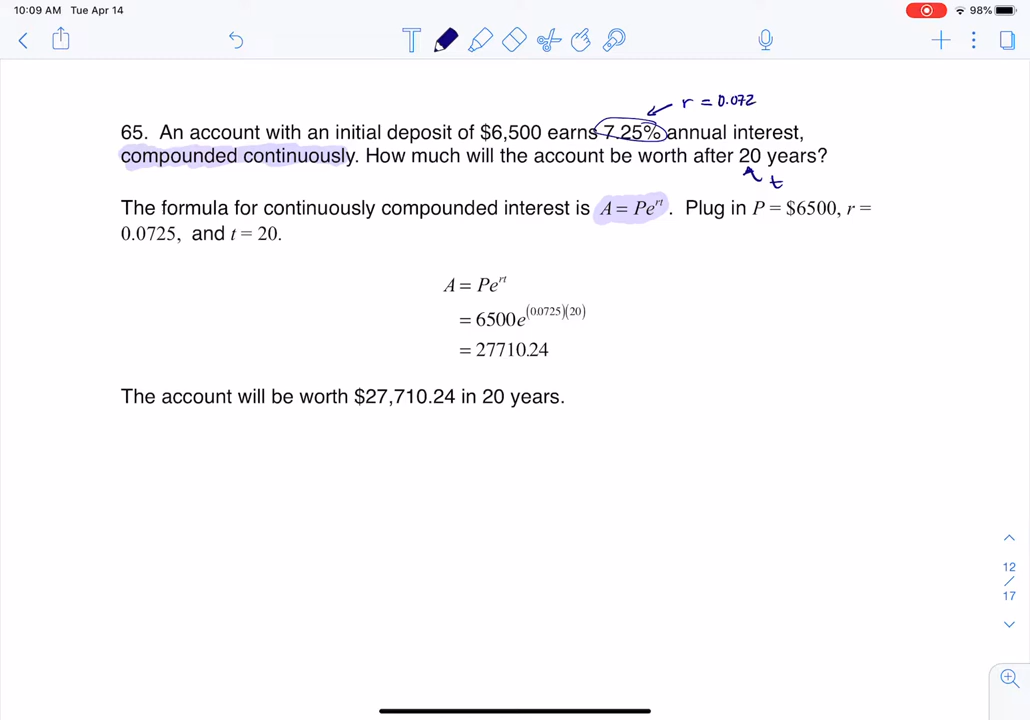 10:09 AM Tue Apr 14
98%
T
r = 0.072
65. An account with an initial deposit of $6,500 earns 7.25% annual interest,
compounded continuously. How much will the account be worth after 20 years?
t
The formula for continuously compounded interest is A = Pe^{rt}. Plug in P = $6500, r =
0.0725, and t = 20.
A = Pe^{rt}
= 6500e^{(0.0725)(20)}
= 27710.24
The account will be worth $27,710.24 in 20 years.
12
/
17